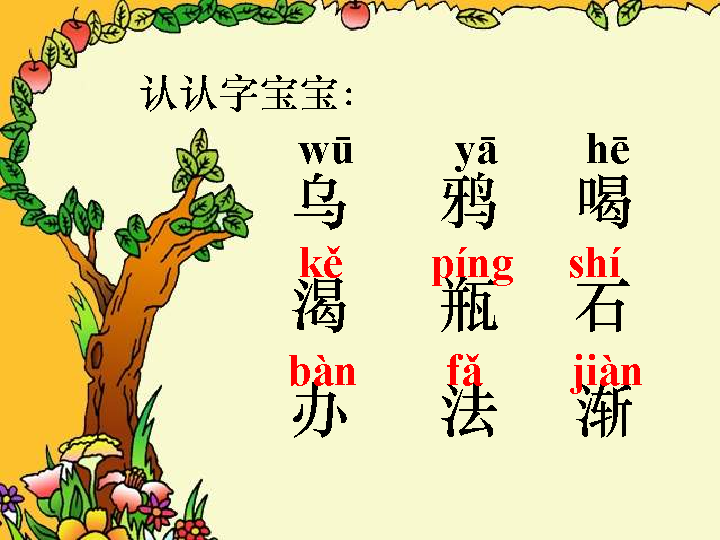 认认字宝宝：
wū yā hē
乌 鸦 喝
kě píng shí
渴 瓶 石
bàn fǎ jiàn
办 法 渐